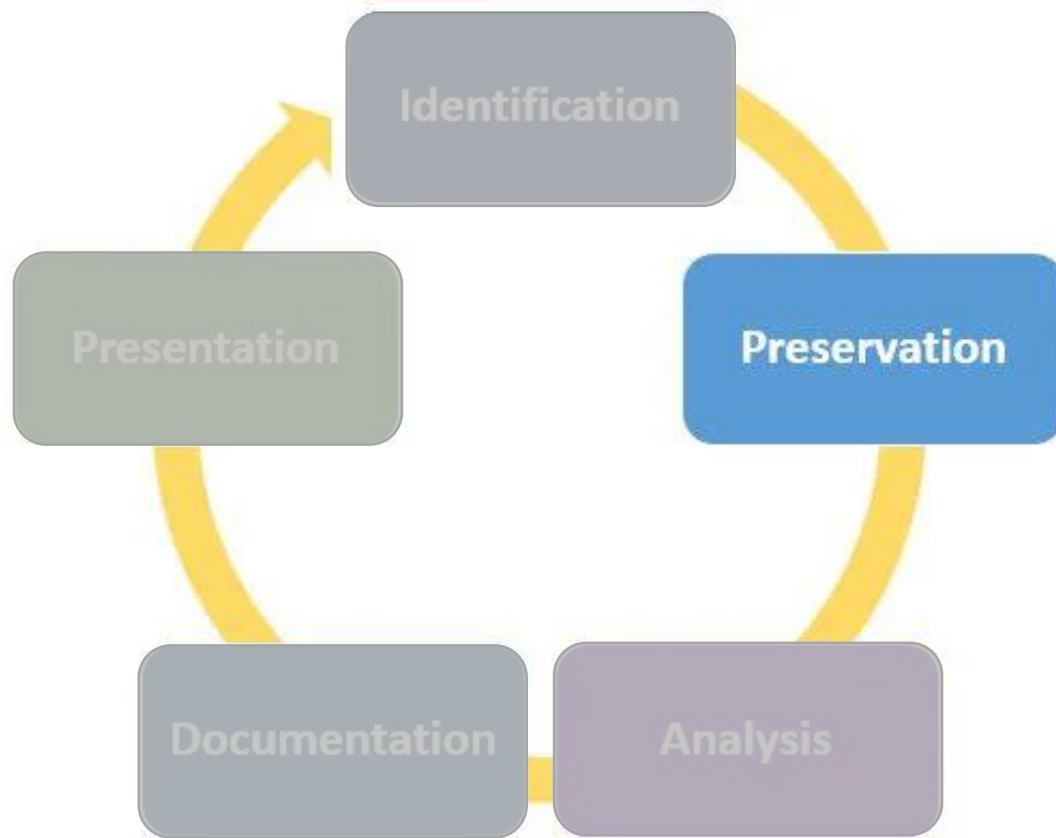 Identification
Preservation
Analysis
Documentation
Presentation